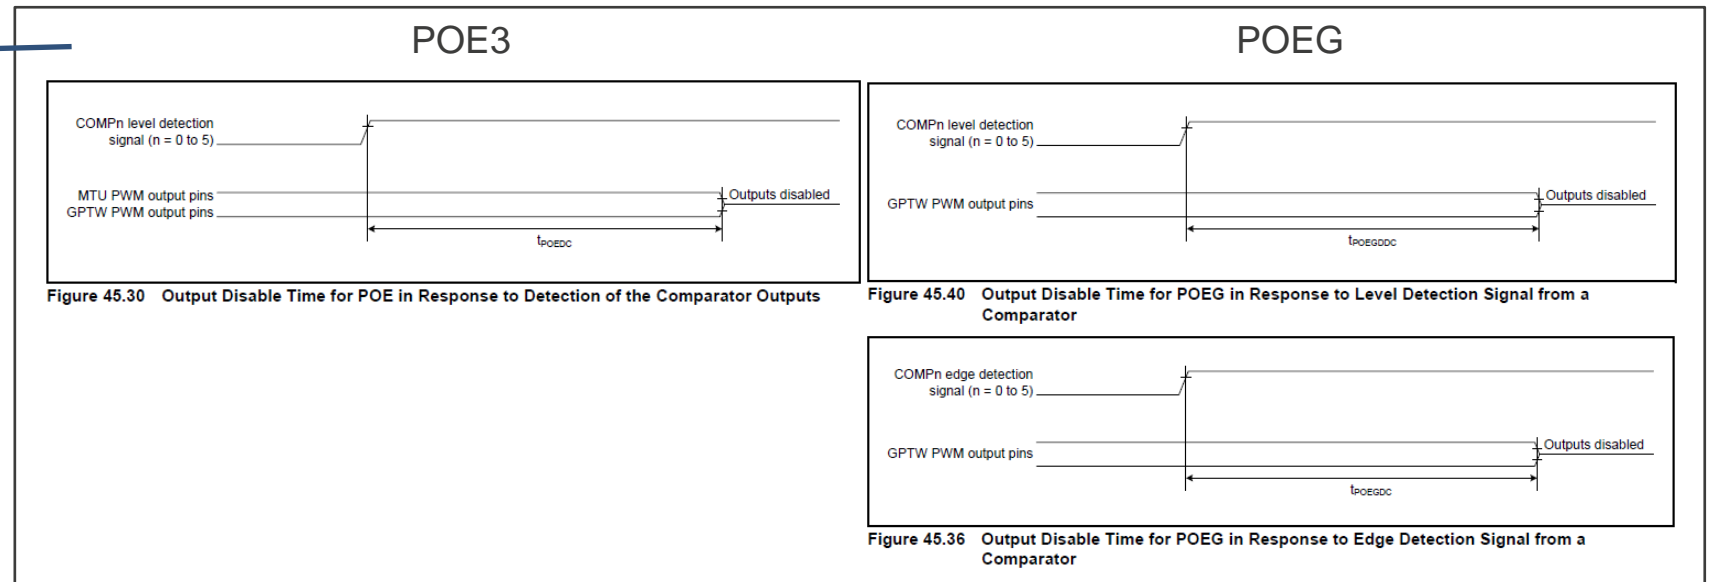 POE3
POEG
COMPn level detection
signal (n = 0 to 5)
MTU PWM output pins
GPTW PWM output pins
Outputs disabled
tPOEDC
Figure 45.30 Output Disable Time for POE in Response to Detection of the Comparator Outputs
COMPn level detection
signal (n = 0 to 5)
GPTW PWM output pins
Outputs disabled
tPOEGDDC
Figure 45.40 Output Disable Time for POEG in Response to Level Detection Signal from a
Comparator
COMPn edge detection
signal (n = 0 to 5)
GPTW PWM output pins
Outputs disabled
tPOEGDC
Figure 45.36 Output Disable Time for POEG in Response to Edge Detection Signal from a
Comparator